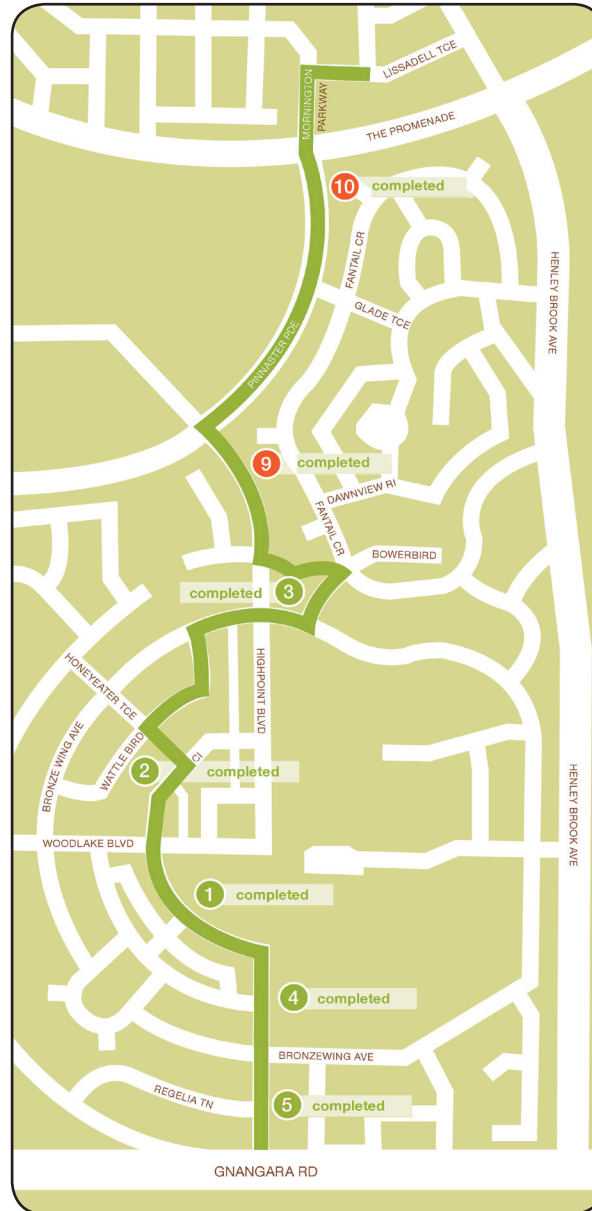 LISSADELL TCE
MORNINGTON
PARKWAY
THE PROMENADE
10 completed
FANTAIL CR
HENLEY BROOK AVE
GLADE TCE
PINNASTER PDE
9 completed
DAWNVIEW RI
FANTAIL CR
BOWERBIRD
completed 3
HONEYEATER TCE
HIGHPOINT BLVD
BRONZE WING AVE
WATTLE BIRD
CI
2 completed
HENLEY BROOK AVE
WOODLAKE BLVD
1 completed
4 completed
BRONZEWING AVE
REGELIA TN
5 completed
GNANGARA RD